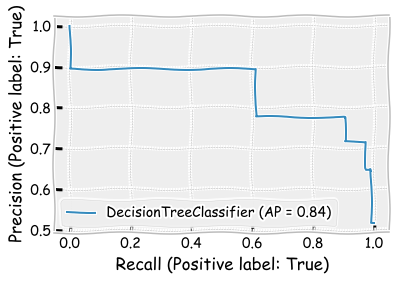 Precision (Positive label: True)
1.0
0.9
0.8
0.7
0.6
0.5
DecisionTreeClassifier (AP = 0.84)
0.0 0.2 0.4 0.6 0.8 1.0
Recall (Positive label: True)